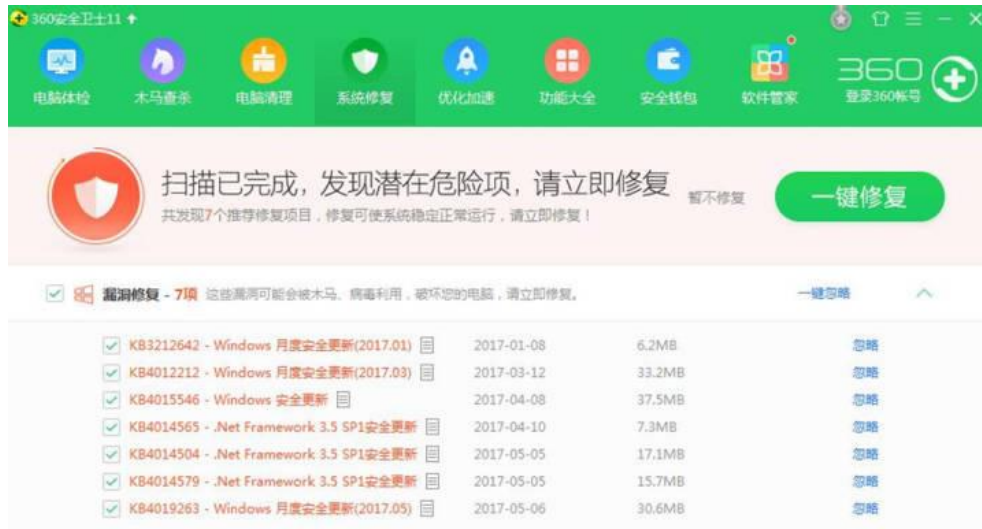 360安全卫士11
电脑体检 木马查杀 电脑清理 系统修复 优化加速 功能大全 安全钱包 软件管家 360
登录360帐号
扫描已完成，发现潜在危险项，请立即修复 暂不修复 一键修复
共发现7个推荐修复项目，修复可使系统稳定正常运行，请立即修复！
漏洞修复 - 7项 这些漏洞可能会被木马、病毒利用，破坏您的电脑，请立即修复。 一键忽略
KB3212642 - Windows 月度安全更新(2017.01) 2017-01-08 6.2MB 忽略
KB4012212 - Windows 月度安全更新(2017.03) 2017-03-12 33.2MB 忽略
KB4015546 - Windows 安全更新 2017-04-08 37.5MB 忽略
KB4014565 - .Net Framework 3.5 SP1安全更新 2017-04-10 7.3MB 忽略
KB4014504 - .Net Framework 3.5 SP1安全更新 2017-05-05 17.1MB 忽略
KB4014579 - .Net Framework 3.5 SP1安全更新 2017-05-05 15.7MB 忽略
KB4019263 - Windows 月度安全更新(2017.05) 2017-05-06 30.6MB 忽略